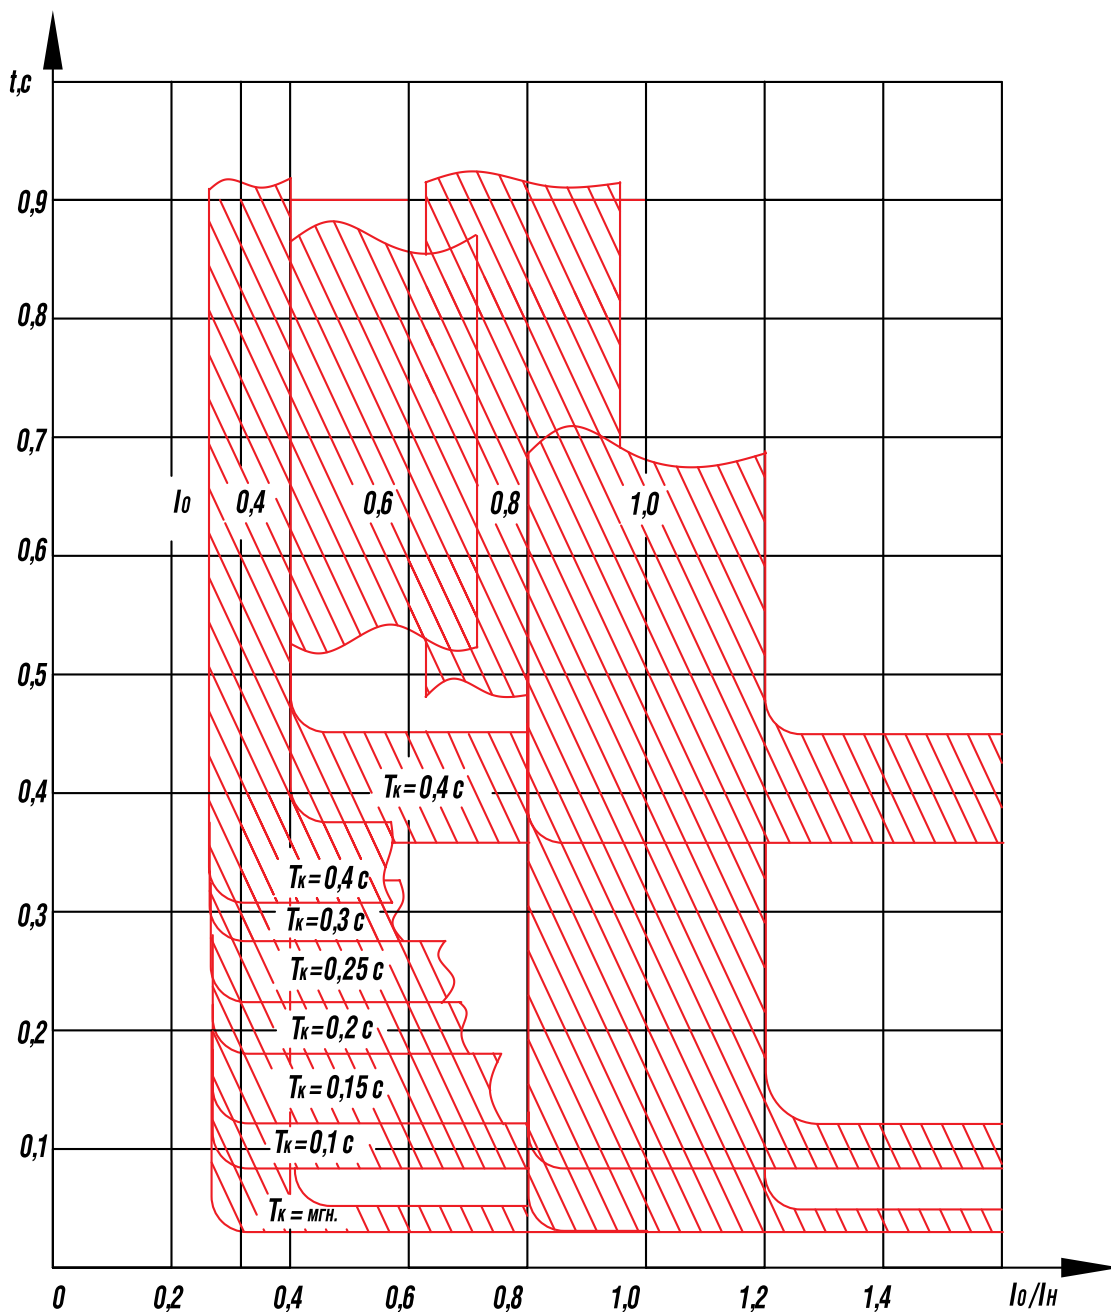 t,с
0,9
0,8
0,7
I₀ 0,4 0,6 0,8 1,0
0,6
0,5
Tк=0,4 с
0,4
Tк=0,4 с
0,3
Tк=0,3 с
Tк=0,25 с
0,2
Tк=0,2 с
Tк=0,15 с
0,1
Tк=0,1 с
Tк=мгн.
0 0,2 0,4 0,6 0,8 1,0 1,2 1,4 I₀/Iн